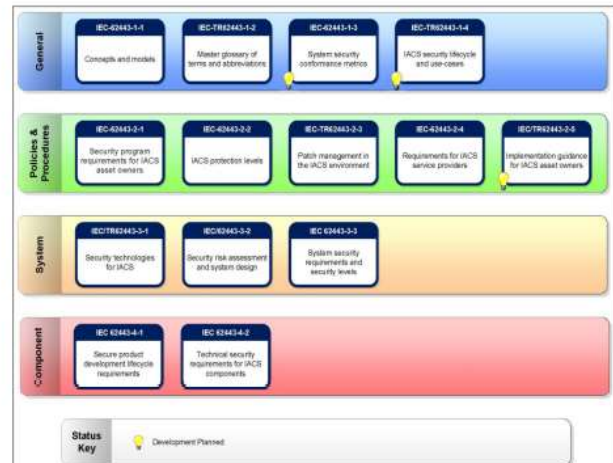 General
IEC-62443-1-1
Concepts and models
IEC-TR62443-1-2
Master glossary of
terms and abbreviations
IEC-62443-1-3
System security
conformance metrics
IEC-TR62443-1-4
IACS security lifecycle
and use-cases
Policies &
Procedures
IEC-62443-2-1
Security program
requirements for IACS
asset owners
IEC-62443-2-2
IACS protection levels
IEC-TR62443-2-3
Patch management in
the IACS environment
IEC-62443-2-4
Requirements for IACS
service providers
IEC/TR62443-2-5
Implementation guidance
for IACS asset owners
System
IEC/TR62443-3-1
Security technologies
for IACS
IEC/62443-3-2
Security risk assessment
and system design
IEC 62443-3-3
System security
requirements and
security levels
Component
IEC 62443-4-1
Secure product
development lifecycle
requirements
IEC 62443-4-2
Technical security
requirements for IACS
components
Status
Key
Development Planned